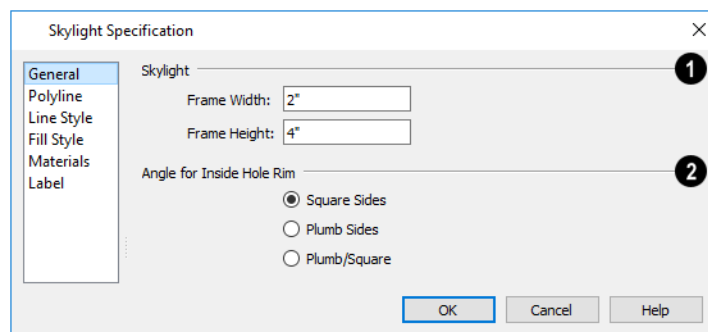 Skylight Specification
General
Polyline
Line Style
Fill Style
Materials
Label
Skylight 1
Frame Width: 2"
Frame Height: 4"
Angle for Inside Hole Rim 2
Square Sides
Plumb Sides
Plumb/Square
OK Cancel Help